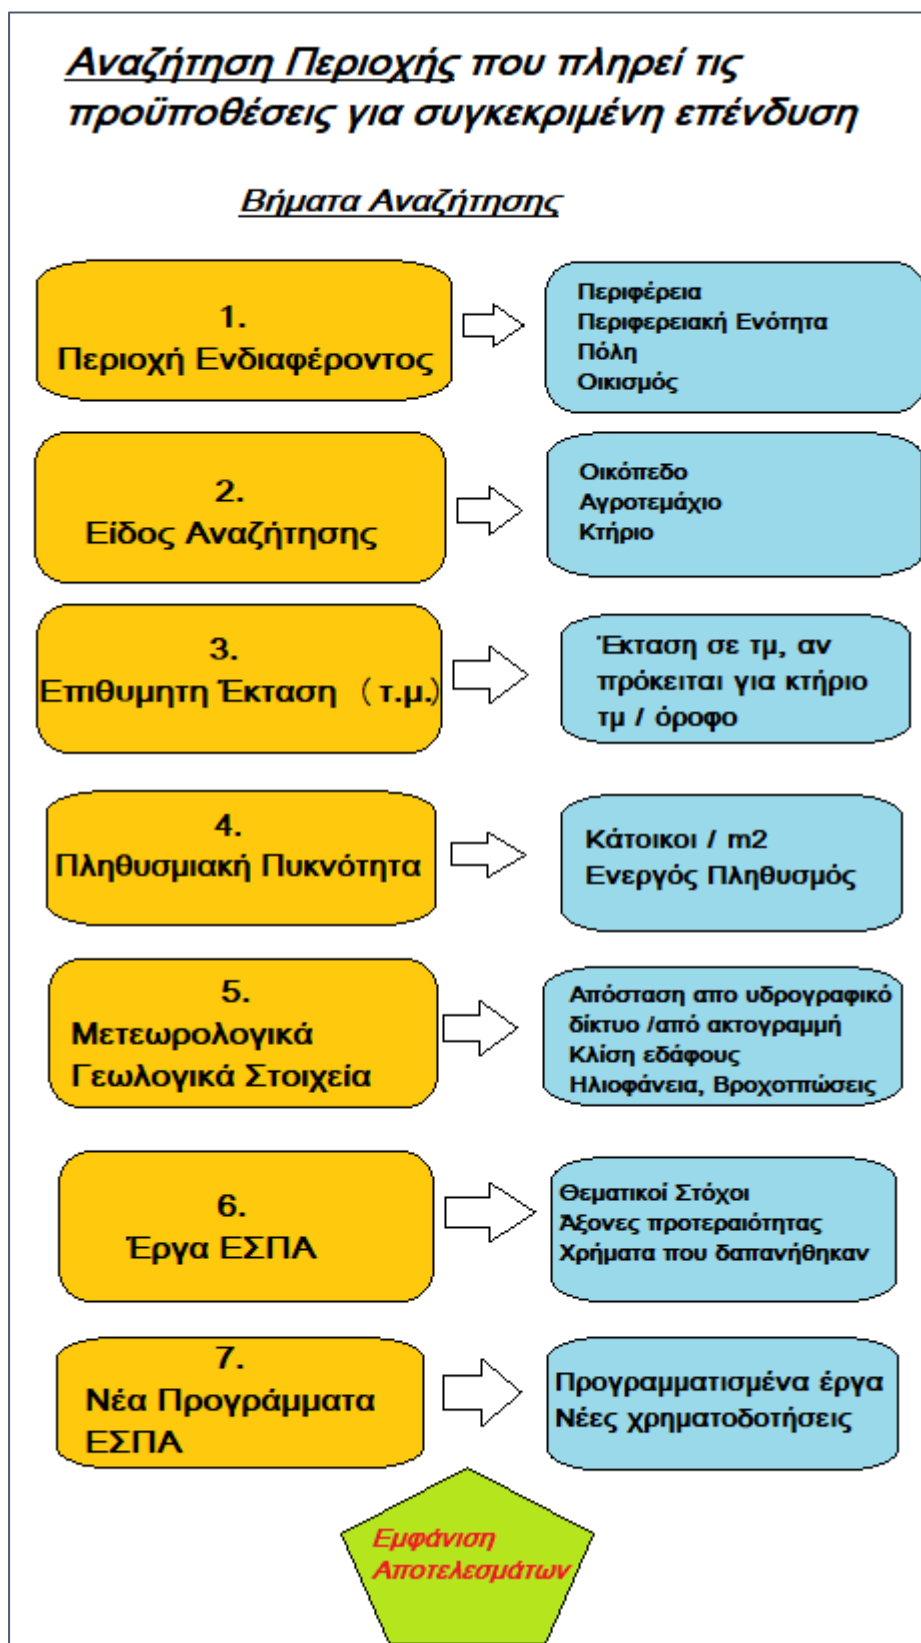 Αναζήτηση Περιοχής που πληρεί τις
προϋποθέσεις για συγκεκριμένη επένδυση
Βήματα Αναζήτησης
1.
Περιοχή Ενδιαφέροντος
Περιφέρεια
Περιφερειακή Ενότητα
Πόλη
Οικισμός
2.
Είδος Αναζήτησης
Οικόπεδο
Αγροτεμάχιο
Κτήριο
3.
Επιθυμητη Έκταση (τ.μ.)
Έκταση σε τμ, αν
πρόκειται για κτήριο
τμ / όροφο
4.
Πληθυσμιακή Πυκνότητα
Κάτοικοι / m2
Ενεργός Πληθυσμός
5.
Μετεωρολογικά
Γεωλογικά Στοιχεία
Απόσταση απο υδρογραφικό
δίκτυο /από ακτογραμμή
Κλίση εδάφους
Ηλιοφάνεια, Βροχοπτώσεις
6.
Έργα ΕΣΠΑ
Θεματικοί Στόχοι
Άξονες προτεραιότητας
Χρήματα που δαπανήθηκαν
7.
Νέα Προγράμματα
ΕΣΠΑ
Προγραμματισμένα έργα
Νέες χρηματοδοτήσεις
Εμφάνιση
Αποτελεσμάτων